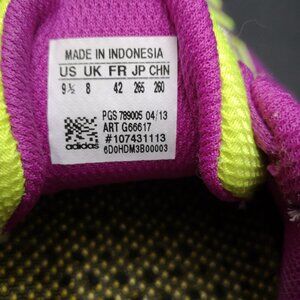 MADE IN INDONESIA
US UK FR JP CHN
9½ 8 42 265 260
PGS 789005 04/13
ART G66617
#107431113
adidas 6D0HDM3B00003